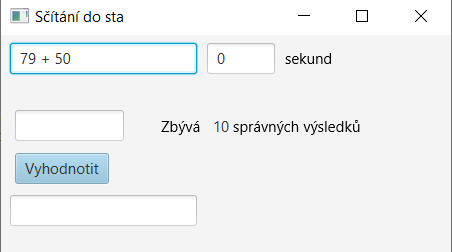 Sčítání do sta
79 + 50 0 sekund
Zbývá 10 správných výsledků
Vyhodnotit